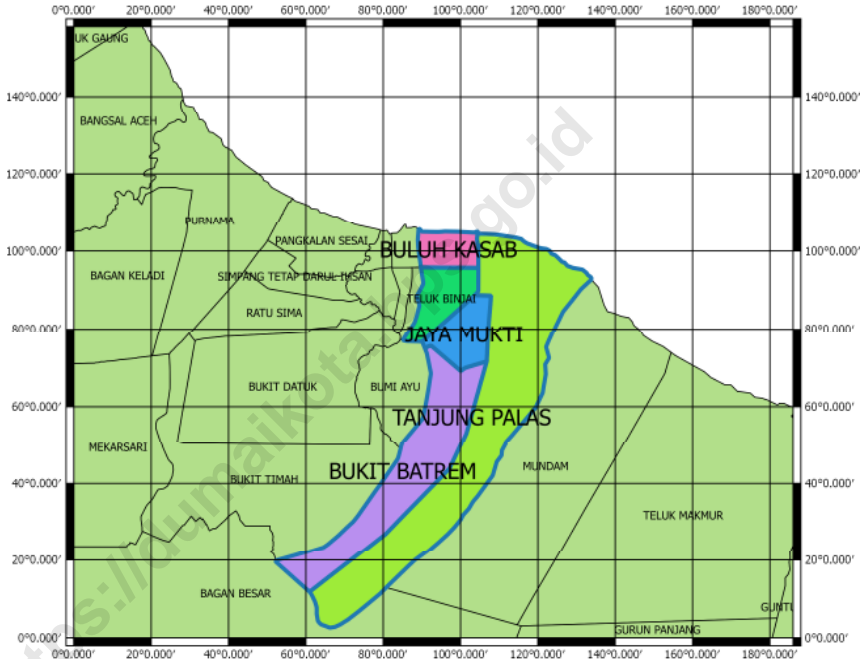 0°0.000' 20°0.000' 40°0.000' 60°0.000' 80°0.000' 100°0.000' 120°0.000' 140°0.000' 160°0.000' 180°0.000'
UK GAUNG
140°0.000' 140°0.000'
BANGSAL ACEH
120°0.000' 120°0.000'
PURNAMA
PANGKALAN SESAI
100°0.000' BULUH KASAB 100°0.000'
BAGAN KELADI
SIMPANG TETAP DARUL IHSAN
TELUK BINJAI
RATU SIMA
80°0.000' JAYA MUKTI 80°0.000'
BUKIT DATUK
BUMI AYU
60°0.000' 60°0.000'
TANJUNG PALAS
MEKARSARI
MUNDAM
BUKIT BATREM
BUKIT TIMAH
40°0.000' 40°0.000'
TELUK MAKMUR
20°0.000' 20°0.000'
BAGAN BESAR
GUNTU
GURUN PANJANG
0°0.000' 0°0.000'
0°0.000' 20°0.000' 40°0.000' 60°0.000' 80°0.000' 100°0.000' 120°0.000' 140°0.000' 160°0.000' 180°0.000'